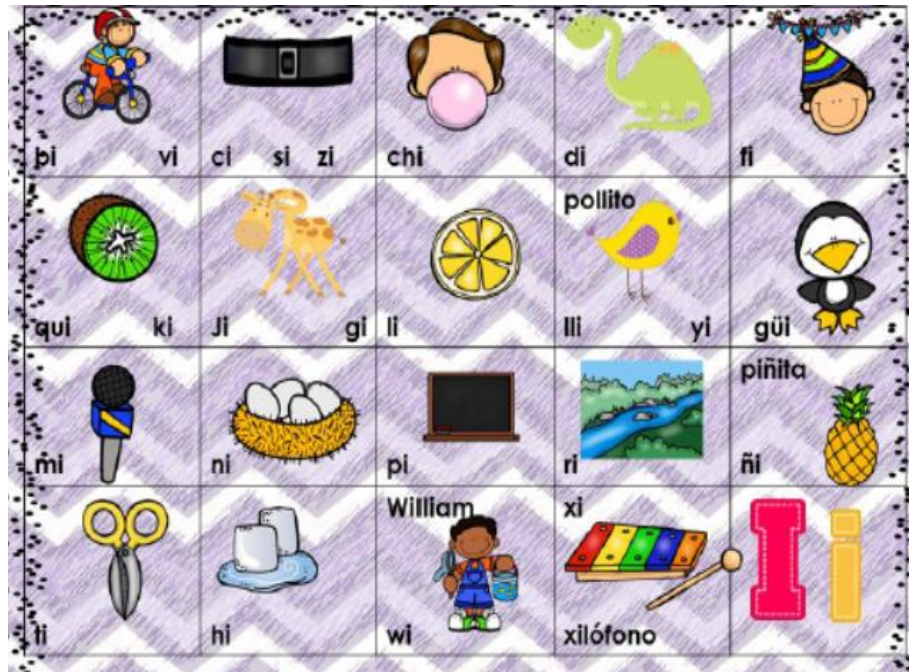 bi vi
ci si zi
chi
di
fi
qui ki
Ji gi
li
pollito
lli yi
güi
mi
ni
pi
ri
piñita
ñi
ti
hi
William
wi
xi
xilófono
I i